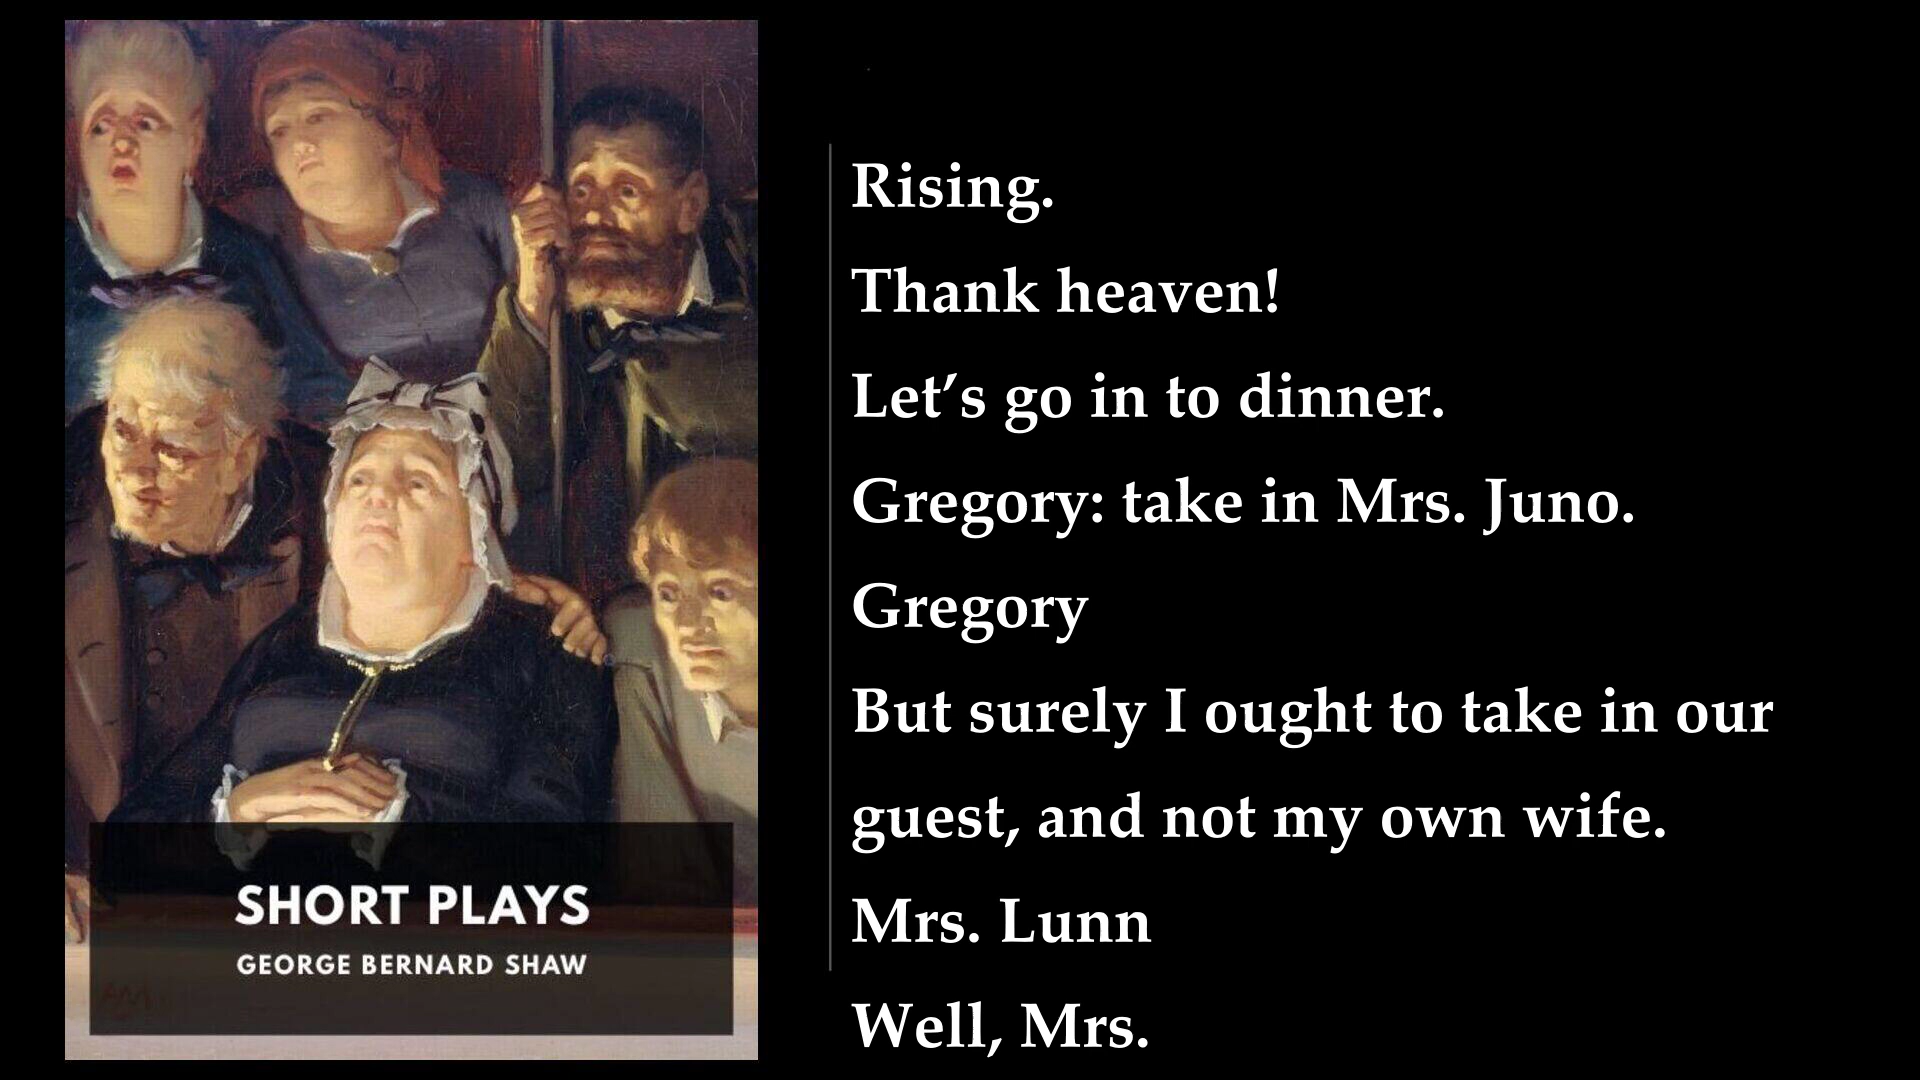 SHORT PLAYS
GEORGE BERNARD SHAW
Rising.
Thank heaven!
Let’s go in to dinner.
Gregory: take in Mrs. Juno.
Gregory
But surely I ought to take in our
guest, and not my own wife.
Mrs. Lunn
Well, Mrs.